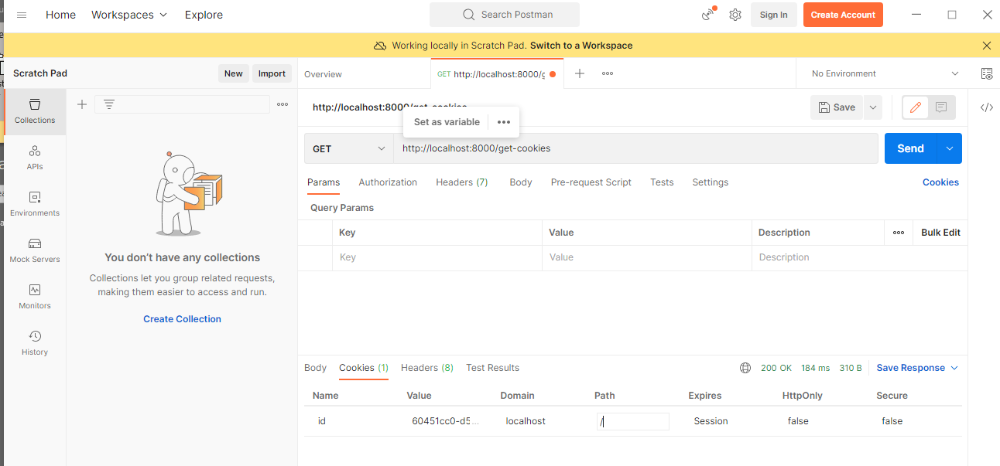 Home Workspaces Explore Search Postman Sign In Create Account
Working locally in Scratch Pad. Switch to a Workspace
Scratch Pad New Import Overview GET http://localhost:8000/g No Environment
Collections
APIs
Environments
Mock Servers
Monitors
History
You don't have any collections
Collections let you group related requests,
making them easier to access and run.
Create Collection
http://localhost:8000/get-cookies Save
Set as variable
GET http://localhost:8000/get-cookies Send
Params Authorization Headers (7) Body Pre-request Script Tests Settings Cookies
Query Params
Key Value Description Bulk Edit
Key Value Description
Body Cookies (1) Headers (8) Test Results 200 OK 184 ms 310 B Save Response
Name Value Domain Path Expires HttpOnly Secure
id 60451cc0-d5... localhost / Session false false